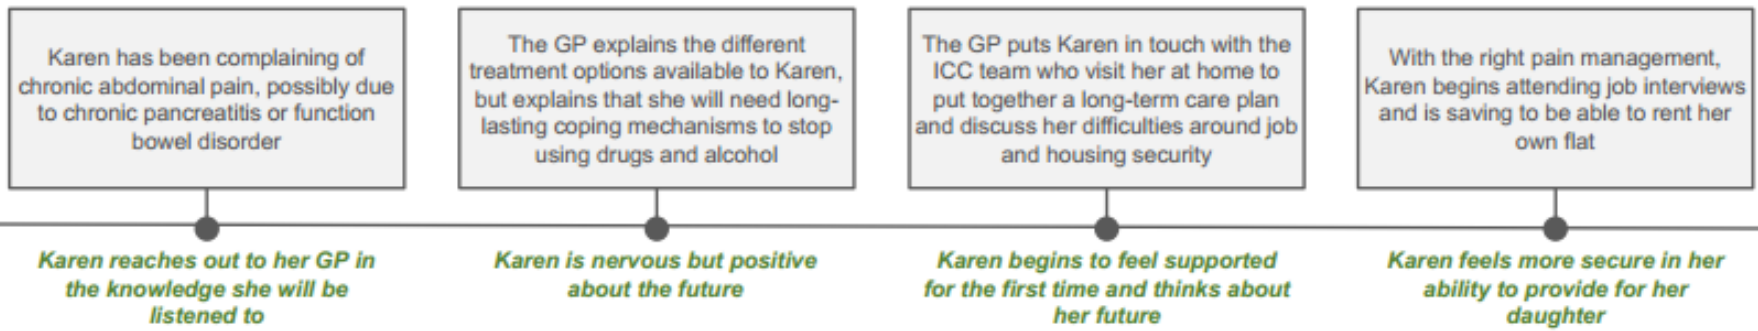 Karen has been complaining of
chronic abdominal pain, possibly due
to chronic pancreatitis or function
bowel disorder
Karen reaches out to her GP in
the knowledge she will be
listened to
The GP explains the different
treatment options available to Karen,
but explains that she will need long-
lasting coping mechanisms to stop
using drugs and alcohol
Karen is nervous but positive
about the future
The GP puts Karen in touch with the
ICC team who visit her at home to
put together a long-term care plan
and discuss her difficulties around job
and housing security
Karen begins to feel supported
for the first time and thinks about
her future
With the right pain management,
Karen begins attending job interviews
and is saving to be able to rent her
own flat
Karen feels more secure in her
ability to provide for her
daughter